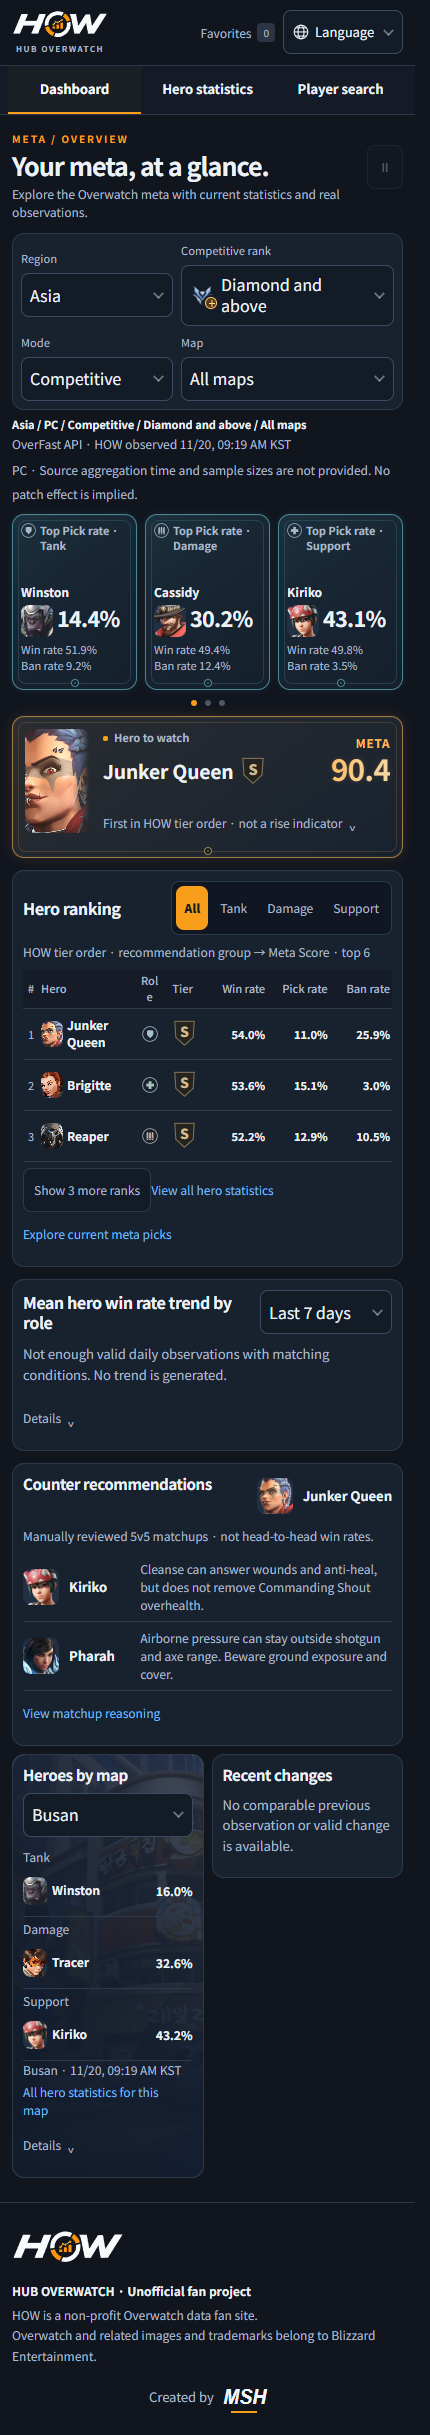 HOW
HUB OVERWATCH
Favorites 0
Language
Dashboard Hero statistics Player search
META / OVERVIEW
Your meta, at a glance.
Explore the Overwatch meta with current statistics and real
observations.
Region
Competitive rank
Asia
Diamond and
above
Mode
Map
Competitive
All maps
Asia / PC / Competitive / Diamond and above / All maps
OverFast API · HOW observed 11/20, 09:19 AM KST
PC · Source aggregation time and sample sizes are not provided. No
patch effect is implied.
Top Pick rate ·
Tank
Winston
14.4%
Win rate 51.9%
Ban rate 9.2%
Top Pick rate ·
Damage
Cassidy
30.2%
Win rate 49.4%
Ban rate 12.4%
Top Pick rate ·
Support
Kiriko
43.1%
Win rate 49.8%
Ban rate 3.5%
Hero to watch
Junker Queen S
META
90.4
First in HOW tier order · not a rise indicator
Hero ranking
All Tank Damage Support
HOW tier order · recommendation group → Meta Score · top 6
# Hero Rol
e Tier Win rate Pick rate Ban rate
1 Junker
Queen S 54.0% 11.0% 25.9%
2 Brigitte S 53.6% 15.1% 3.0%
3 Reaper S 52.2% 12.9% 10.5%
Show 3 more ranks View all hero statistics
Explore current meta picks
Mean hero win rate trend by
role
Last 7 days
Not enough valid daily observations with matching
conditions. No trend is generated.
Details
Counter recommendations
Junker Queen
Manually reviewed 5v5 matchups · not head-to-head win rates.
Kiriko
Cleanse can answer wounds and anti-heal,
but does not remove Commanding Shout
overhealth.
Pharah
Airborne pressure can stay outside shotgun
and axe range. Beware ground exposure and
cover.
View matchup reasoning
Heroes by map
Busan
Tank
Winston 16.0%
Damage
Tracer 32.6%
Support
Kiriko 43.2%
Busan · 11/20, 09:19 AM KST
All hero statistics for this
map
Details
Recent changes
No comparable previous
observation or valid change
is available.
HOW
HUB OVERWATCH · Unofficial fan project
HOW is a non-profit Overwatch data fan site.
Overwatch and related images and trademarks belong to Blizzard
Entertainment.
Created by MSH